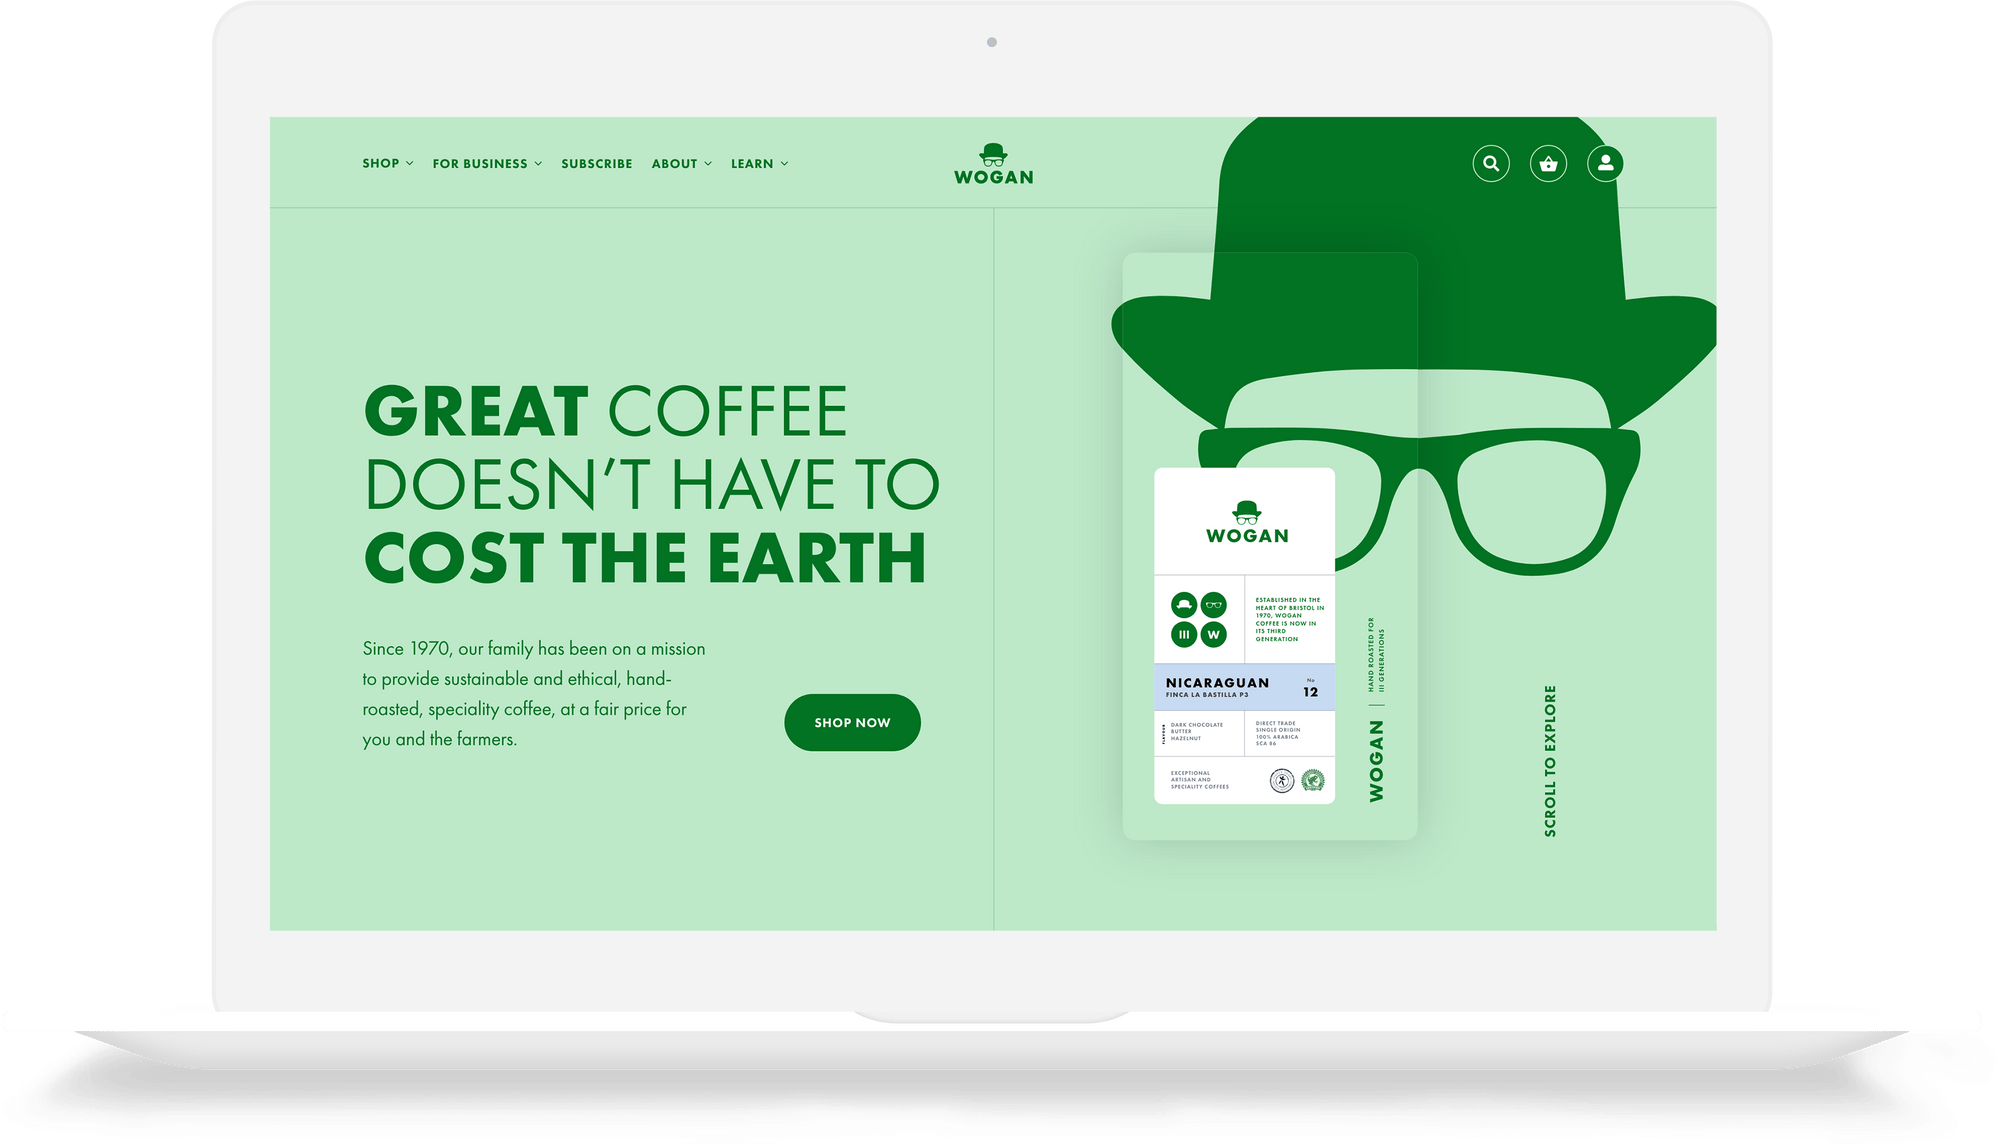 SHOP
FOR BUSINESS
SUBSCRIBE
ABOUT
LEARN
WOGAN
GREAT COFFEE
DOESN’T HAVE TO
COST THE EARTH
Since 1970, our family has been on a mission
to provide sustainable and ethical, hand-
roasted, speciality coffee, at a fair price for
you and the farmers.
SHOP NOW
WOGAN
III W
ESTABLISHED IN THE
HEART OF BRISTOL IN
1970, WOGAN
COFFEE IS NOW IN
ITS THIRD
GENERATION
NICARAGUAN
FINCA LA BASTILLA P3
No
12
FLAVOUR
DARK CHOCOLATE
BUTTER
HAZELNUT
DIRECT TRADE
SINGLE ORIGIN
100% ARABICA
SCA 86
EXCEPTIONAL
ARTISAN AND
SPECIALITY COFFEES
WOGAN
HAND ROASTED FOR
III GENERATIONS
SCROLL TO EXPLORE